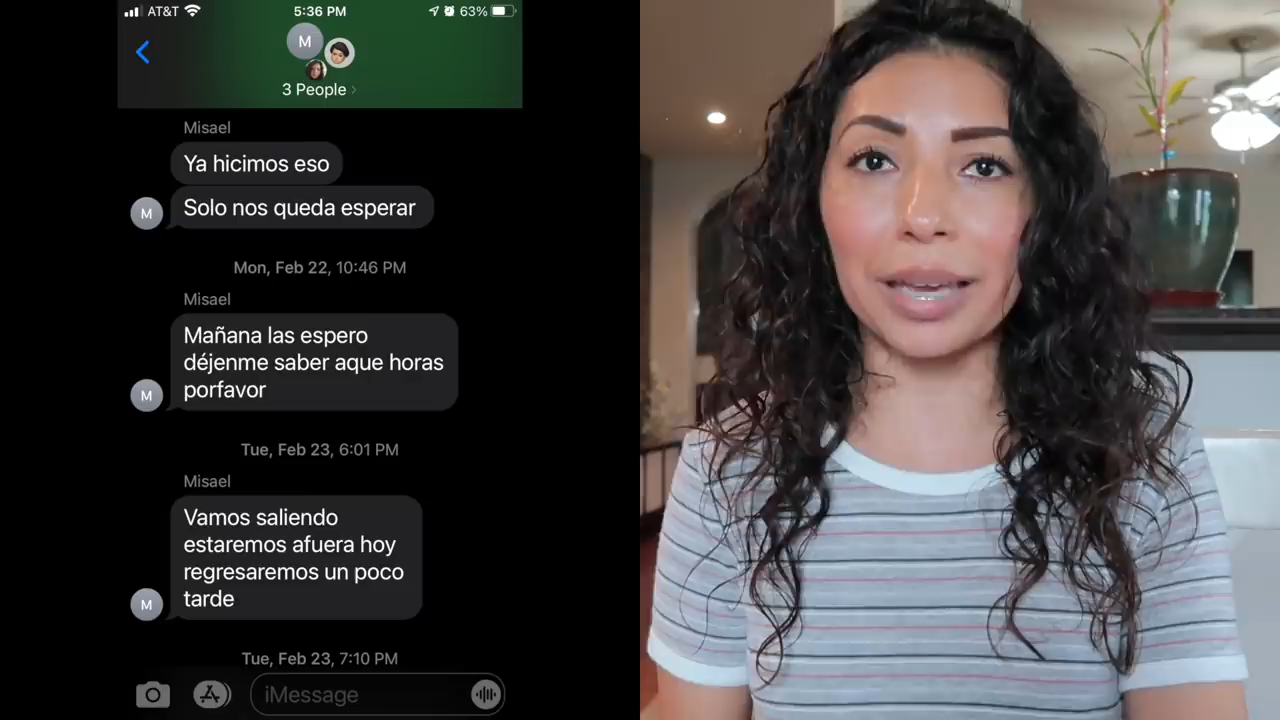 AT&T
5:36 PM
63%
M
3 People
Misael
Ya hicimos eso
Solo nos queda esperar
M
Mon, Feb 22, 10:46 PM
Misael
Mañana las espero
déjenme saber aque horas
porfavor
M
Tue, Feb 23, 6:01 PM
Misael
Vamos saliendo
estaremos afuera hoy
regresaremos un poco
tarde
M
Tue, Feb 23, 7:10 PM
iMessage